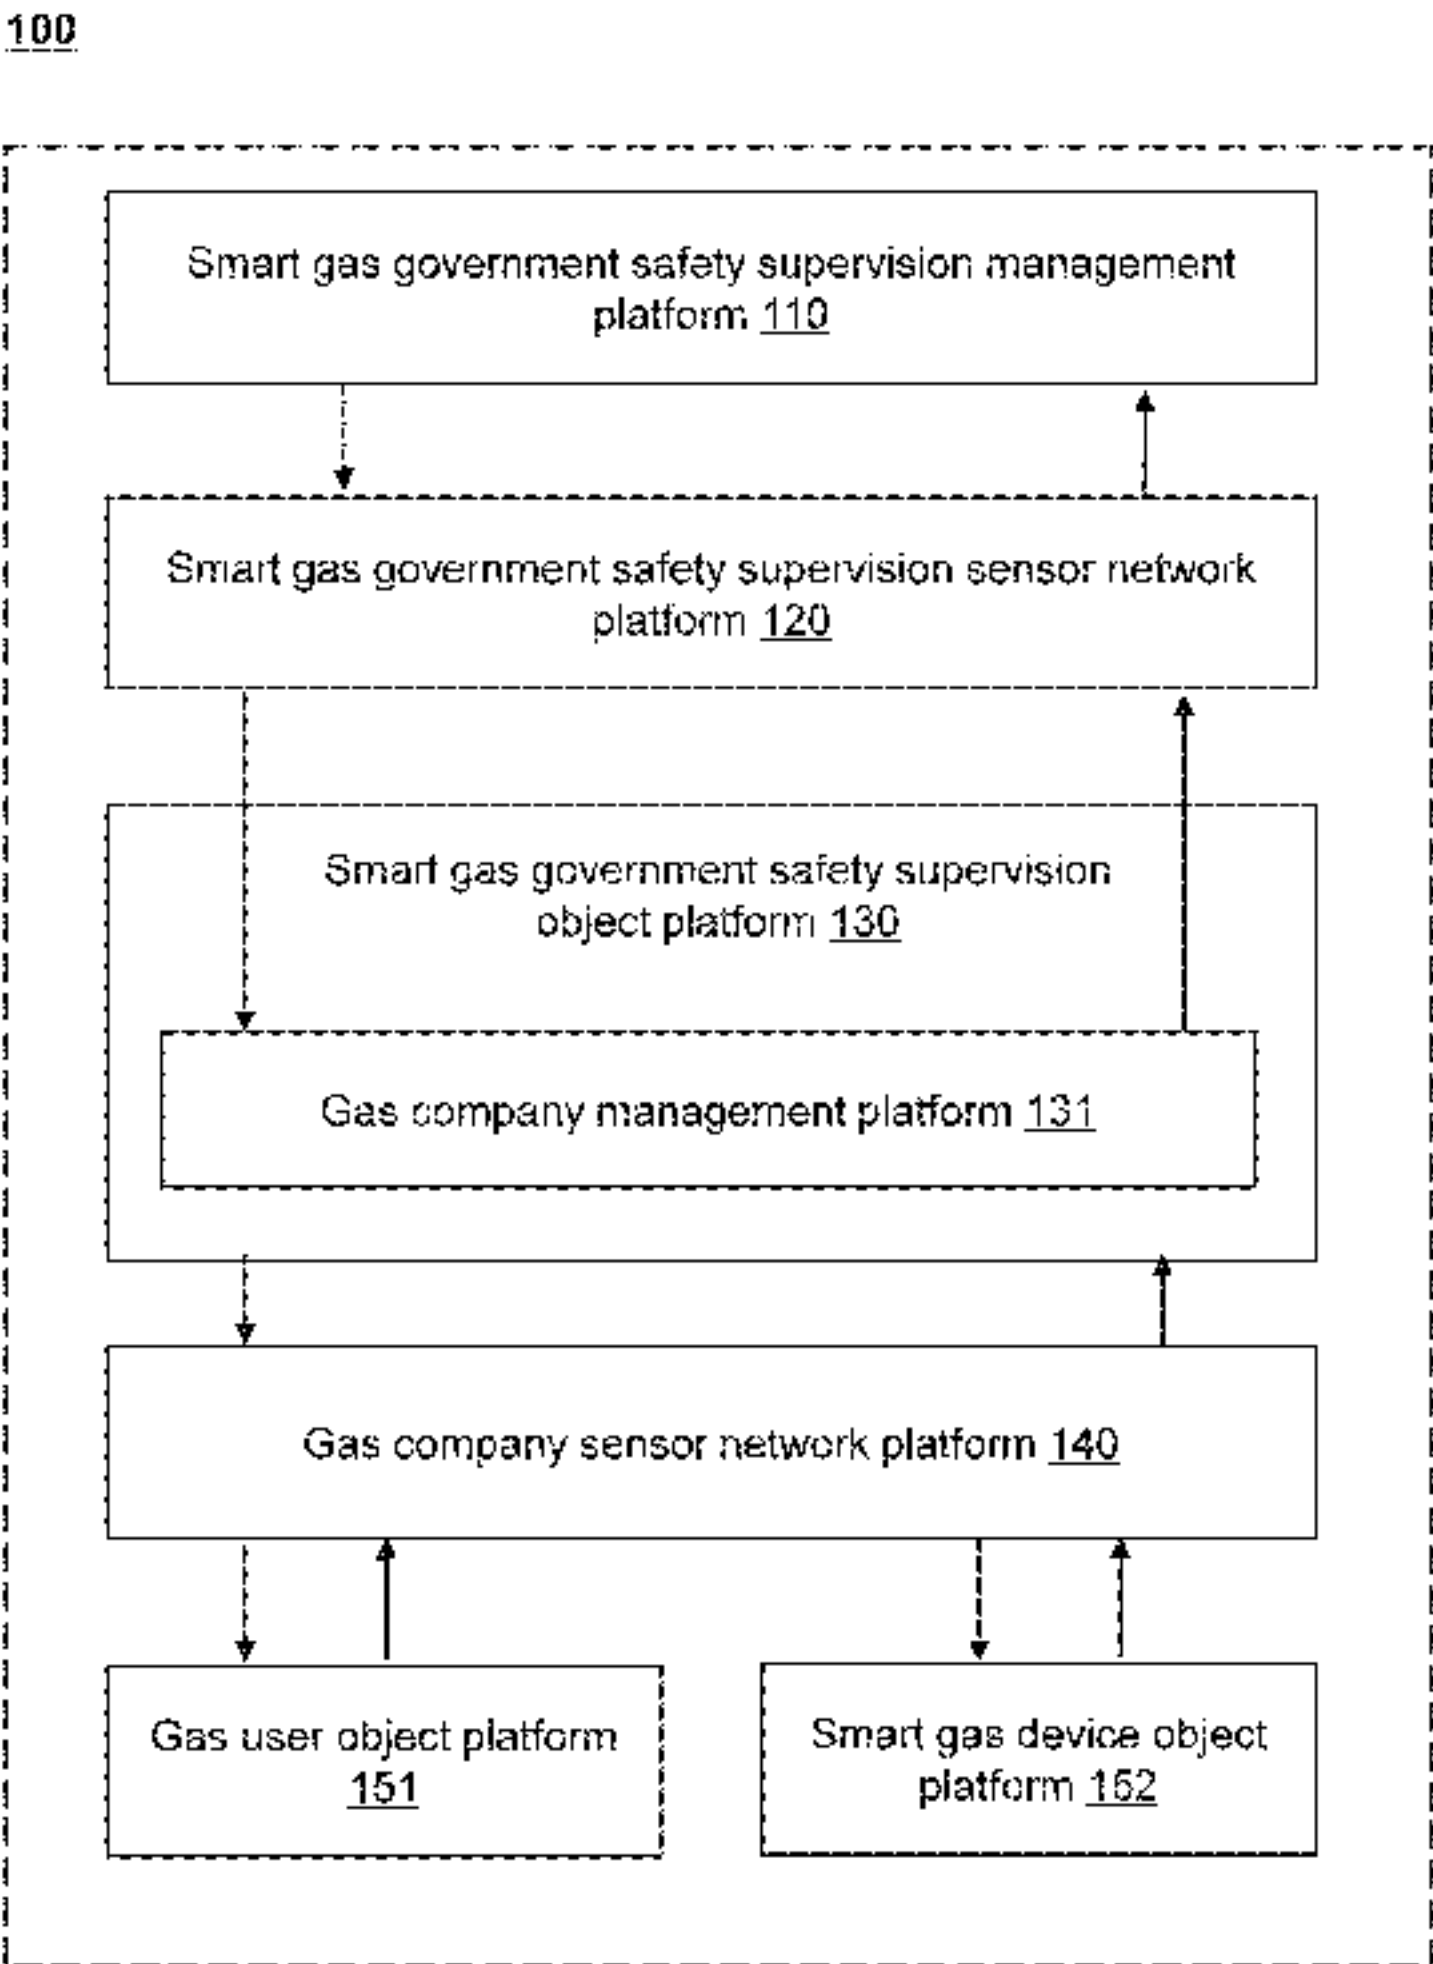 100
Smart gas government safety supervision management
platform 110
Smart gas government safety supervision sensor network
platform 120
Smart gas government safety supervision
object platform 130
Gas company management platform 131
Gas company sensor network platform 140
Gas user object platform
151
Smart gas device object
platform 152